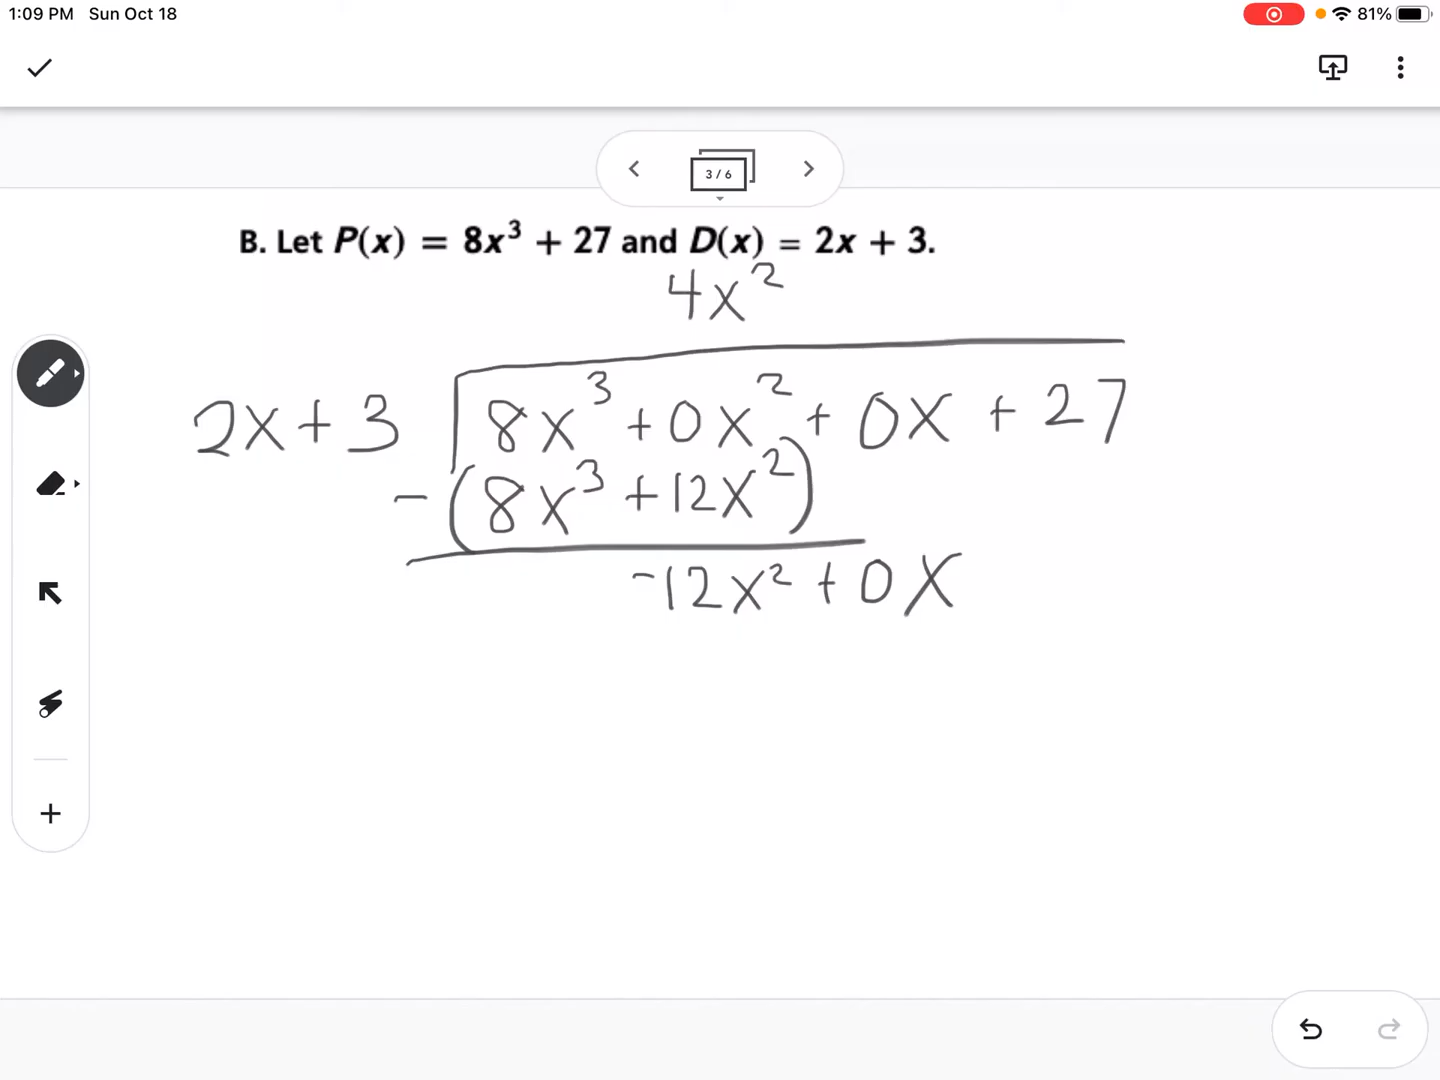 1:09 PM Sun Oct 18
81%
3 / 6
B. Let P(x) = 8x³ + 27 and D(x) = 2x + 3.
4x²
2x+3 8x³ +0x² + 0x + 27
-(8x³ +12x²)
-12x² + 0x